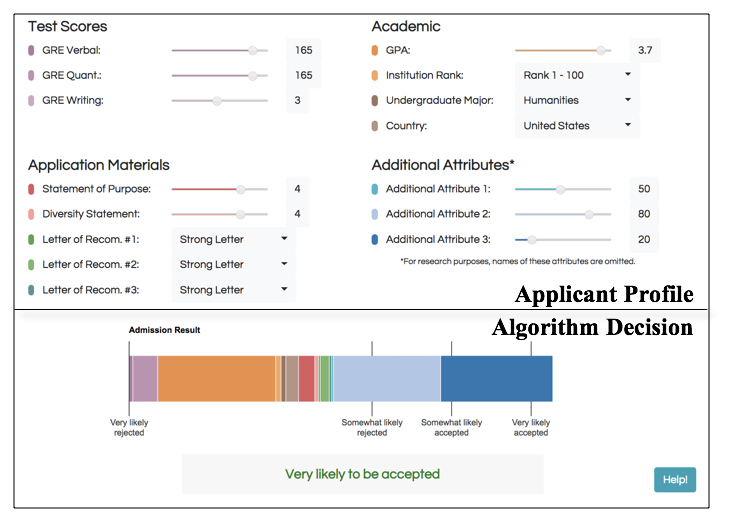 Test Scores
GRE Verbal: 165
GRE Quant.: 165
GRE Writing: 3
Academic
GPA: 3.7
Institution Rank: Rank 1 - 100
Undergraduate Major: Humanities
Country: United States
Application Materials
Statement of Purpose: 4
Diversity Statement: 4
Letter of Recom. #1: Strong Letter
Letter of Recom. #2: Strong Letter
Letter of Recom. #3: Strong Letter
Additional Attributes*
Additional Attribute 1: 50
Additional Attribute 2: 80
Additional Attribute 3: 20
*For research purposes, names of these attributes are omitted.
Applicant Profile
Algorithm Decision
Admission Result
Very likely
rejected
Somewhat likely
rejected
Somewhat likely
accepted
Very likely
accepted
Very likely to be accepted
Help!